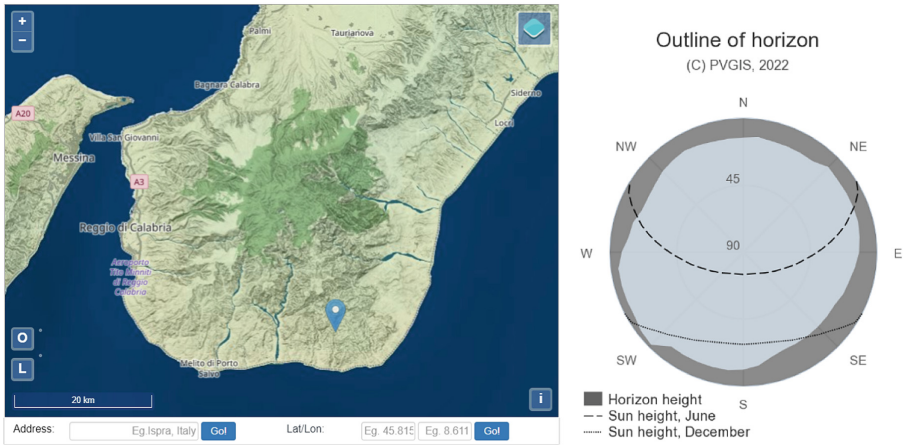 +
−
Palmi
Taurianova
Bagnara Calabra
Siderno
A20
Locri
Villa San Giovanni
Messina
A3
Reggio di Calabria
Aeroporto
Tito Minniti
di Reggio
Calabria
O
Melito di Porto
Salvo
L
20 km
i
Address:
Eg.Ispra, Italy
Go!
Lat/Lon:
Eg. 45.815
Eg. 8.611
Go!
Outline of horizon
(C) PVGIS, 2022
N
NW
NE
45
W
90
E
SW
SE
S
Horizon height
Sun height, June
Sun height, December